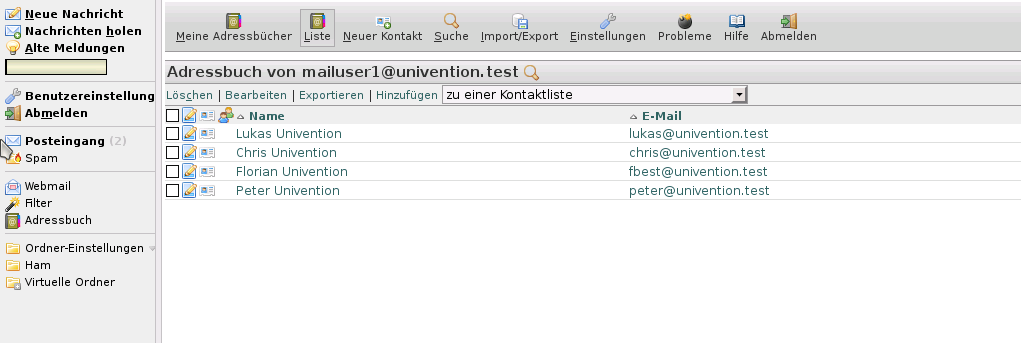 Neue Nachricht
Nachrichten holen
Alte Meldungen
Benutzereinstellung
Abmelden
Posteingang (2)
Spam
Webmail
Filter
Adressbuch
Ordner-Einstellungen
Ham
Virtuelle Ordner
Meine Adressbücher Liste Neuer Kontakt Suche Import/Export Einstellungen Probleme Hilfe Abmelden
Adressbuch von mailuser1@univention.test
Löschen | Bearbeiten | Exportieren | Hinzufügen zu einer Kontaktliste
Name E-Mail
Lukas Univention lukas@univention.test
Chris Univention chris@univention.test
Florian Univention fbest@univention.test
Peter Univention peter@univention.test